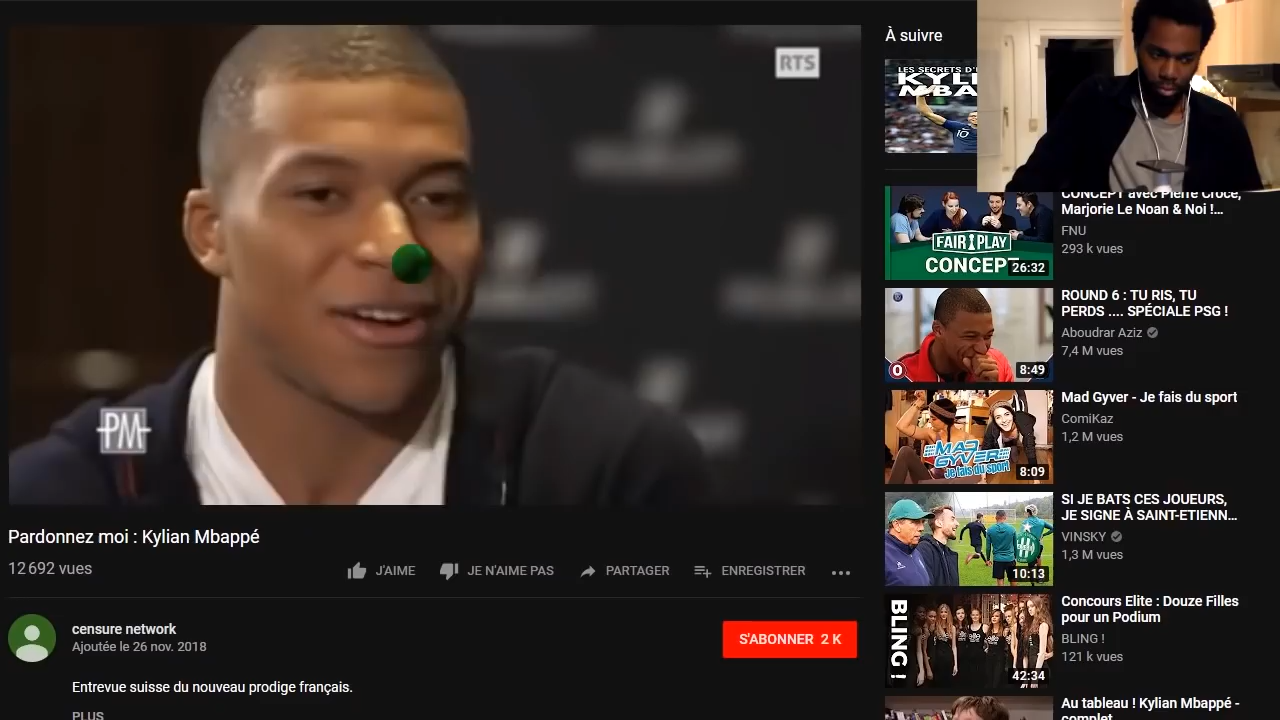 RTS
PM
Pardonnez moi : Kylian Mbappé
12 692 vues
J'AIME
JE N'AIME PAS
PARTAGER
ENREGISTRER
censure network
Ajoutée le 26 nov. 2018
S'ABONNER 2 K
Entrevue suisse du nouveau prodige français.
PLUS
À suivre
LES SECRETS
10
FAIR PLAY
CONCEPT
26:32
CONCEPT avec Pierre Croce,
Marjorie Le Noan & Noi !...
FNU
293 k vues
8:49
ROUND 6 : TU RIS, TU
PERDS .... SPÉCIALE PSG !
Aboudrar Aziz
7,4 M vues
MAD
GYVER
Je fais du sport
8:09
Mad Gyver - Je fais du sport
ComiKaz
1,2 M vues
10:13
SI JE BATS CES JOUEURS,
JE SIGNE À SAINT-ETIENN...
VINSKY
1,3 M vues
BLING !
42:34
Concours Elite : Douze Filles
pour un Podium
BLING !
121 k vues
Au tableau ! Kylian Mbappé -
complet